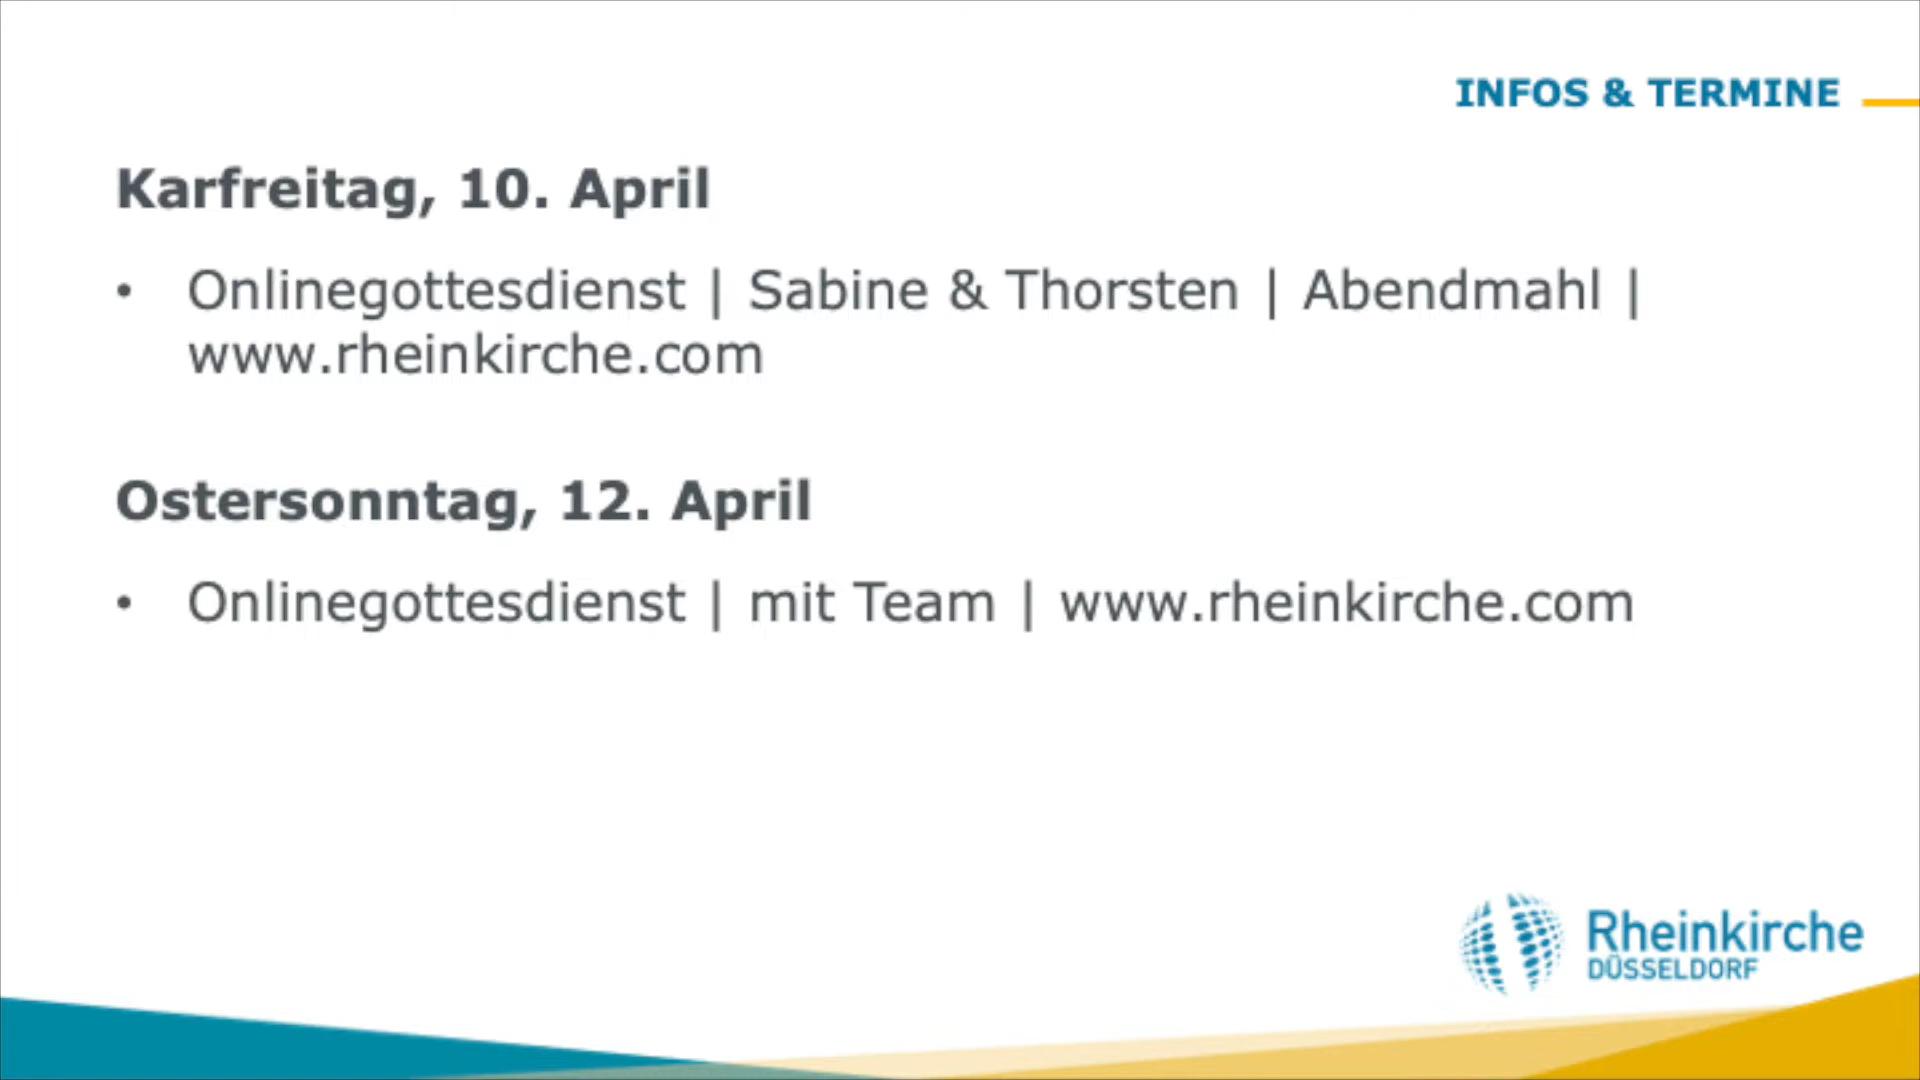 INFOS & TERMINE
Karfreitag, 10. April
• Onlinegottesdienst | Sabine & Thorsten | Abendmahl |
www.rheinkirche.com
Ostersonntag, 12. April
• Onlinegottesdienst | mit Team | www.rheinkirche.com
Rheinkirche
DÜSSELDORF